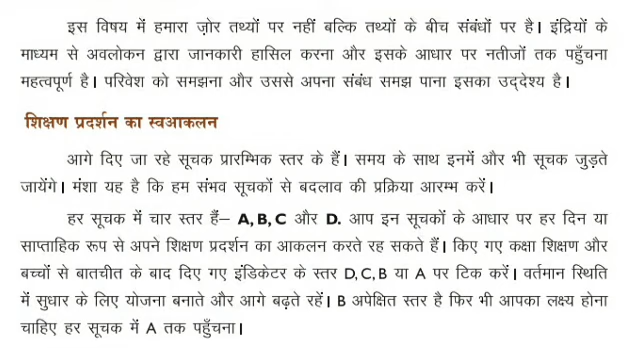 इस विषय में हमारा ज़ोर तथ्यों पर नहीं बल्कि तथ्यों के बीच संबंधों पर है। इंद्रियों के
माध्यम से अवलोकन द्वारा जानकारी हासिल करना और इसके आधार पर नतीजों तक पहुँचना
महत्वपूर्ण है। परिवेश को समझना और उससे अपना संबंध समझ पाना इसका उद्देश्य है।
शिक्षण प्रदर्शन का स्वआकलन
आगे दिए जा रहे सूचक प्रारम्भिक स्तर के हैं। समय के साथ इनमें और भी सूचक जुड़ते
जायेंगे। मंशा यह है कि हम संभव सूचकों से बदलाव की प्रक्रिया आरम्भ करें।
हर सूचक में चार स्तर हैं– A, B, C और D. आप इन सूचकों के आधार पर हर दिन या
साप्ताहिक रूप से अपने शिक्षण प्रदर्शन का आकलन करते रह सकते हैं। किए गए कक्षा शिक्षण और
बच्चों से बातचीत के बाद दिए गए इंडिकेटर के स्तर D, C, B या A पर टिक करें। वर्तमान स्थिति
में सुधार के लिए योजना बनाते और आगे बढ़ते रहें। B अपेक्षित स्तर है फिर भी आपका लक्ष्य होना
चाहिए हर सूचक में A तक पहुँचना।